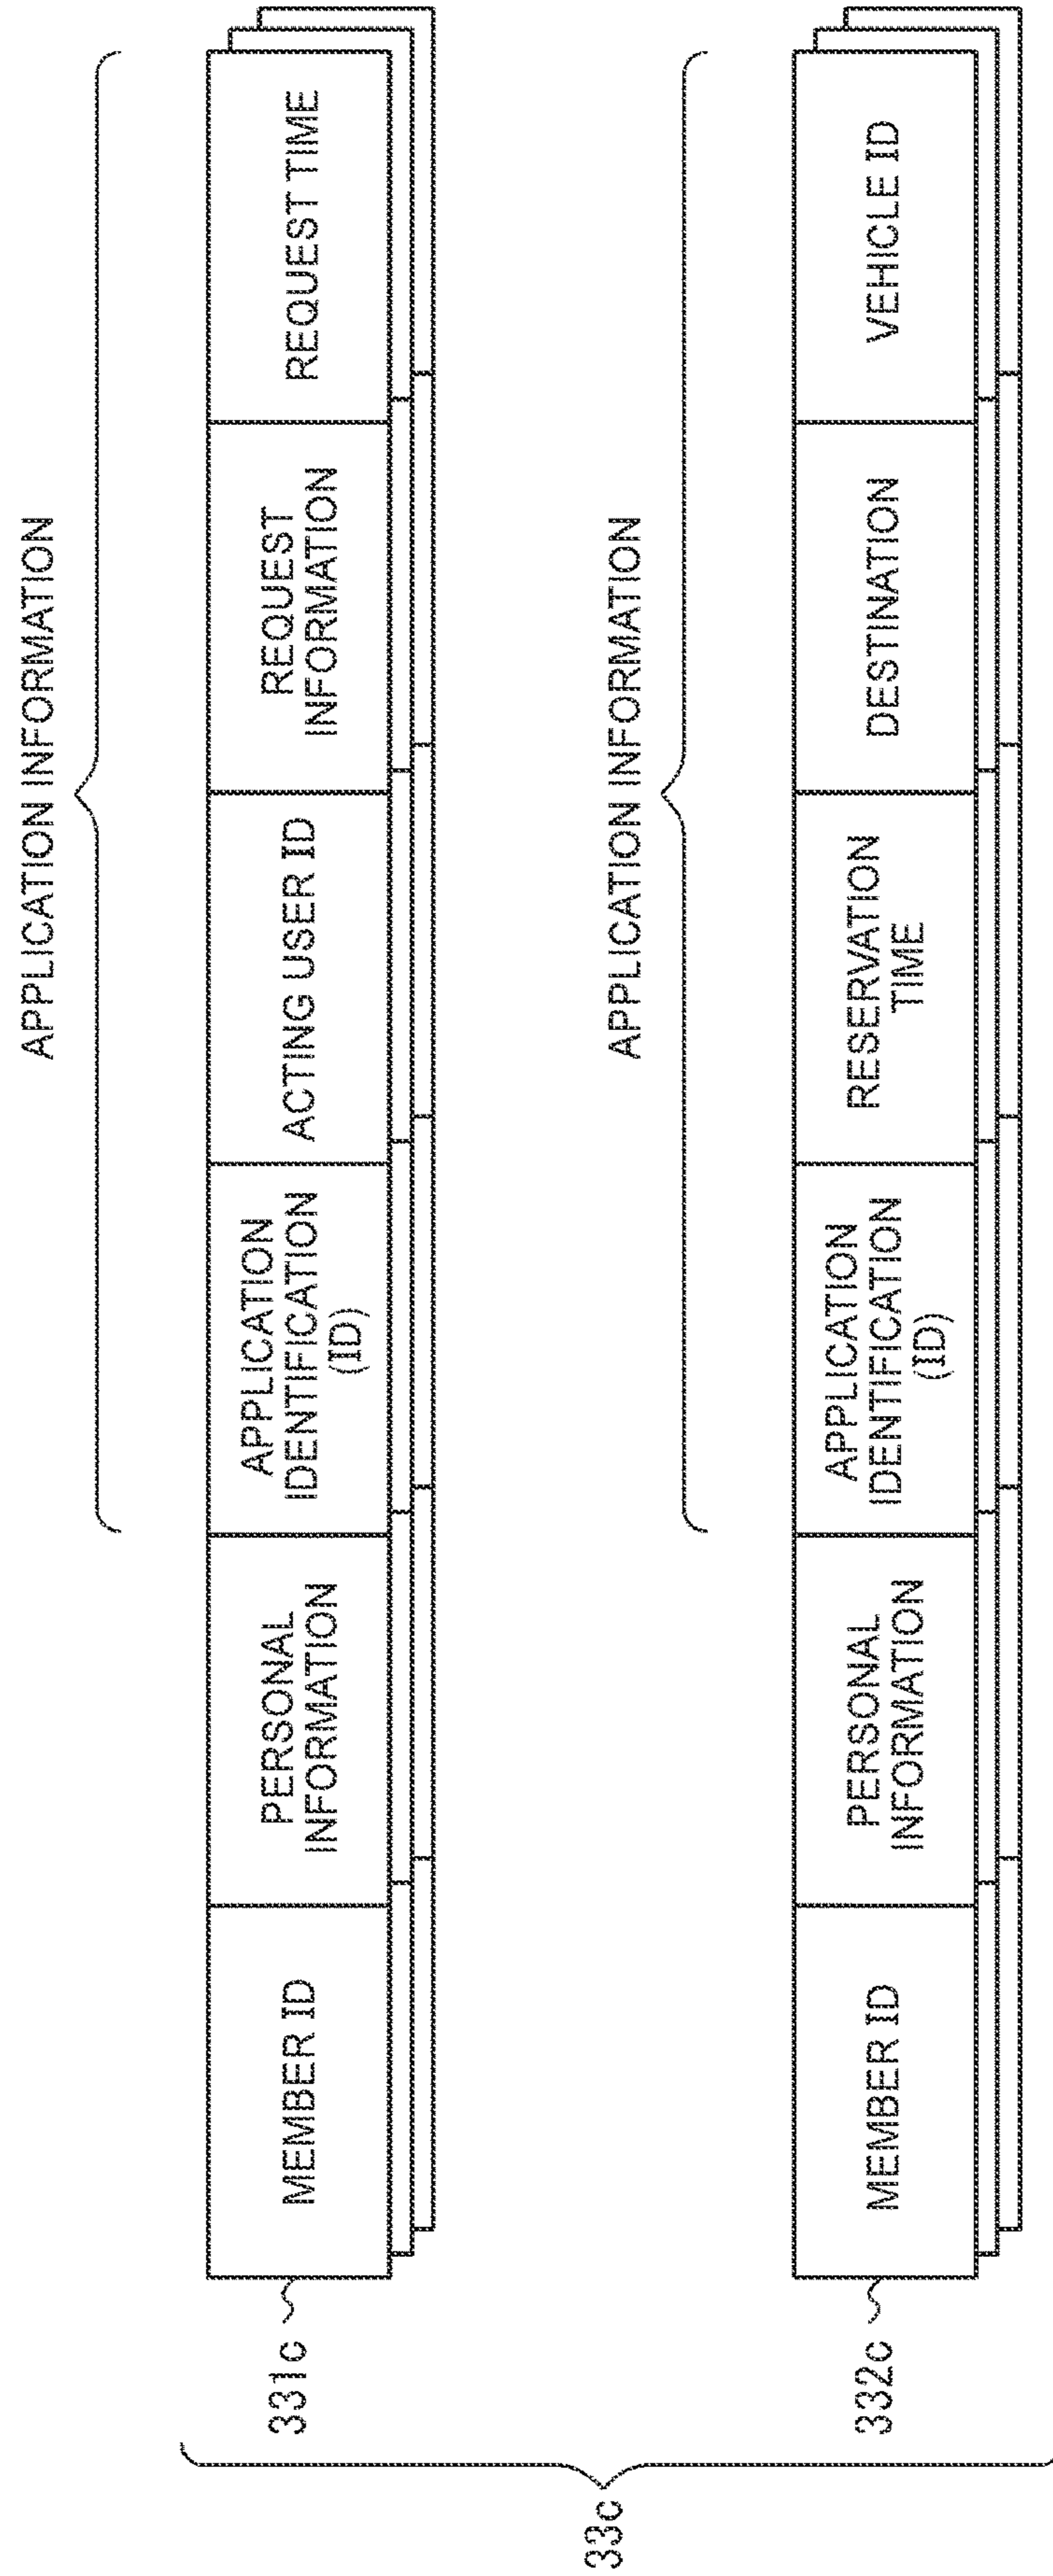 APPLICATION INFORMATION
331c
MEMBER ID
PERSONAL
INFORMATION
APPLICATION
IDENTIFICATION
(ID)
ACTING USER ID
REQUEST
INFORMATION
REQUEST TIME
33c
APPLICATION INFORMATION
332c
MEMBER ID
PERSONAL
INFORMATION
APPLICATION
IDENTIFICATION
(ID)
RESERVATION
TIME
DESTINATION
VEHICLE ID